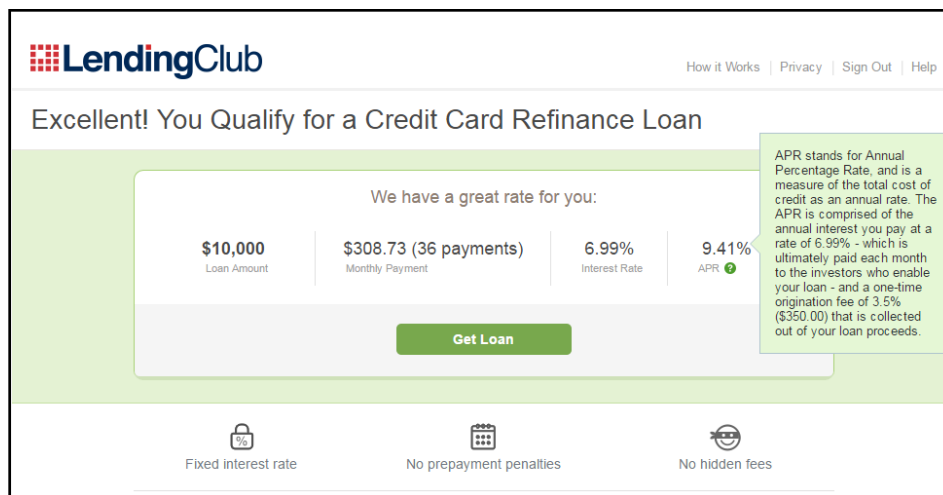 LendingClub
How it Works | Privacy | Sign Out | Help
Excellent! You Qualify for a Credit Card Refinance Loan
We have a great rate for you:
$10,000
Loan Amount
$308.73 (36 payments)
Monthly Payment
6.99%
Interest Rate
9.41%
APR ?
APR stands for Annual
Percentage Rate, and is a
measure of the total cost of
credit as an annual rate. The
APR is comprised of the
annual interest you pay at a
rate of 6.99% - which is
ultimately paid each month
to the investors who enable
your loan - and a one-time
origination fee of 3.5%
($350.00) that is collected
out of your loan proceeds.
Get Loan
%
Fixed interest rate
No prepayment penalties
No hidden fees